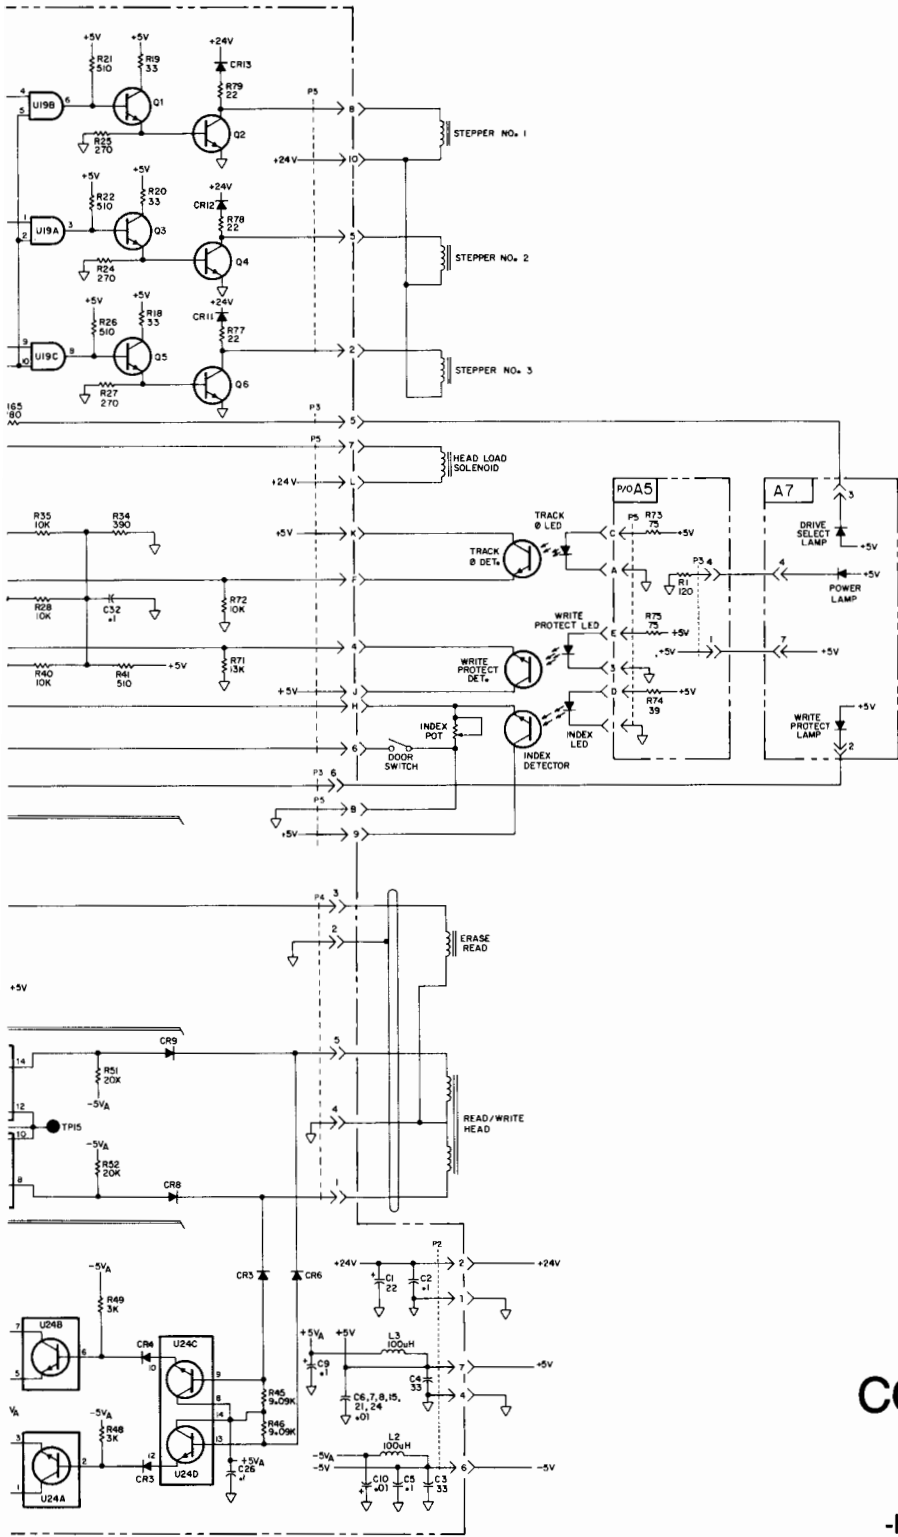 +5V +5V +24V
R21 510
R19 33
CR13
R79 22
P5
4
5
U19B
6
Q1
8
Q2
STEPPER NO. 1
R25 270
+24V
10
+5V
+5V
+24V
R22 510
R20 33
CR12
R78 22
1
2
U19A
3
Q3
5
Q4
STEPPER NO. 2
R24 270
+5V
+5V
+24V
R26 510
R18 33
CR11
R77 22
9
10
U19C
8
Q5
2
Q6
STEPPER NO. 3
R27 270
P3
5
P5
7
HEAD LOAD
SOLENOID
+24V
L
P/O A5
A7
R35 10K
R34 390
+5V
K
TRACK
0 LED
TRACK
0 DET.
P5
C
R73 75
+5V
3
DRIVE
SELECT
LAMP
+5V
A
P3
4
4
R1 120
+5V
POWER
LAMP
F
R28 10K
C32 .1
R72 10K
WRITE
PROTECT LED
E
R75 75
+5V
+5V
1
7
+5V
4
R40 10K
R41 510
+5V
R71 13K
WRITE
PROTECT
DET.
3
+5V
J
D
R74 39
+5V
H
INDEX
POT
INDEX
DETECTOR
INDEX
LED
+5V
WRITE
PROTECT
LAMP
2
6
DOOR
SWITCH
P3
6
P5
B
+5V
9
P4
3
2
ERASE
READ
+5V
14
CR9
5
R51 20K
-5VA
12
10
TP15
4
READ/WRITE
HEAD
-5VA
R52 20K
8
CR8
1
P2
+24V
2
+24V
C1 22
C2 .1
1
-5VA
CR3
CR6
R49 3K
U24B
7
5
6
CR4
10
U24C
9
8
14
+5VA
+5V
L3
100uH
7
+5V
C9 .1
C4 33
4
C6,7,8,15,
21,24
.01
R45 9.09K
R46 9.09K
-5VA
R48 3K
3
1
2
U24A
12
CR3
13
U24D
+5VA
C26 .1
L2
100uH
-5VA
-5V
6
-5V
C10 .01
C5 .1
C3 33